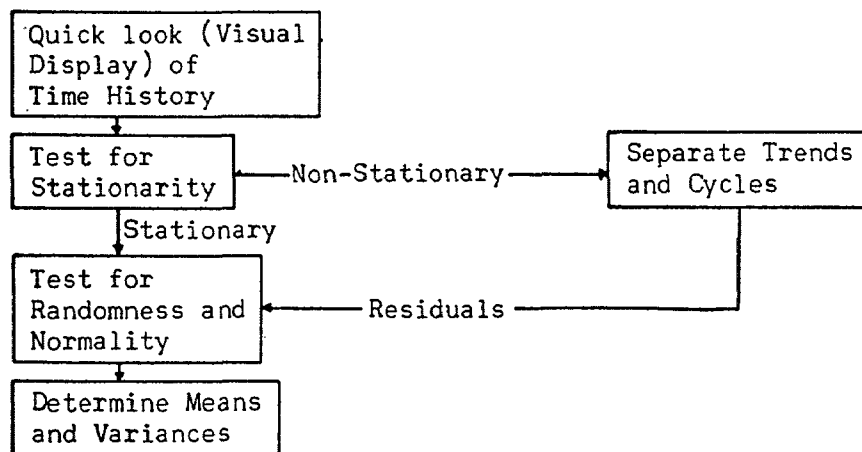 Quick look (Visual
Display) of
Time History
Test for
Stationarity
Non-Stationary
Separate Trends
and Cycles
Stationary
Test for
Randomness and
Normality
Residuals
Determine Means
and Variances